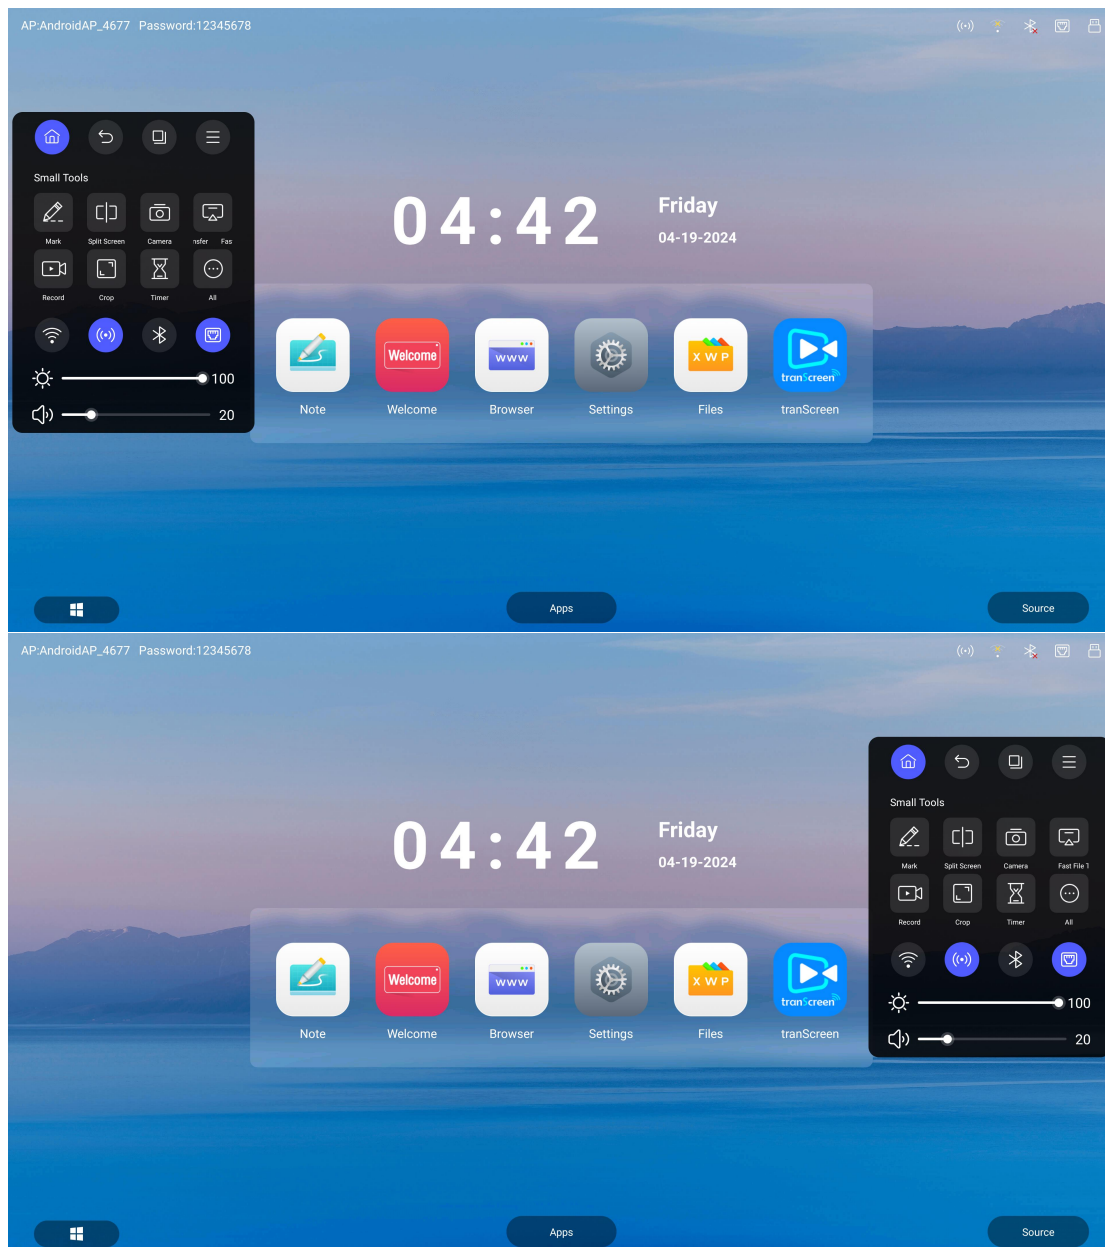 AP:AndroidAP_4677 Password:12345678
Small Tools
Mark Split Screen Camera nsfer Fas
Record Crop Timer All
100
20
04:42
Friday
04-19-2024
Welcome
www
X W P
tranScreen
Note Welcome Browser Settings Files tranScreen
Apps
Source
AP:AndroidAP_4677 Password:12345678
04:42
Friday
04-19-2024
Small Tools
Mark Split Screen Camera Fast File T
Record Crop Timer All
100
20
Welcome
www
X W P
tranScreen
Note Welcome Browser Settings Files tranScreen
Apps
Source